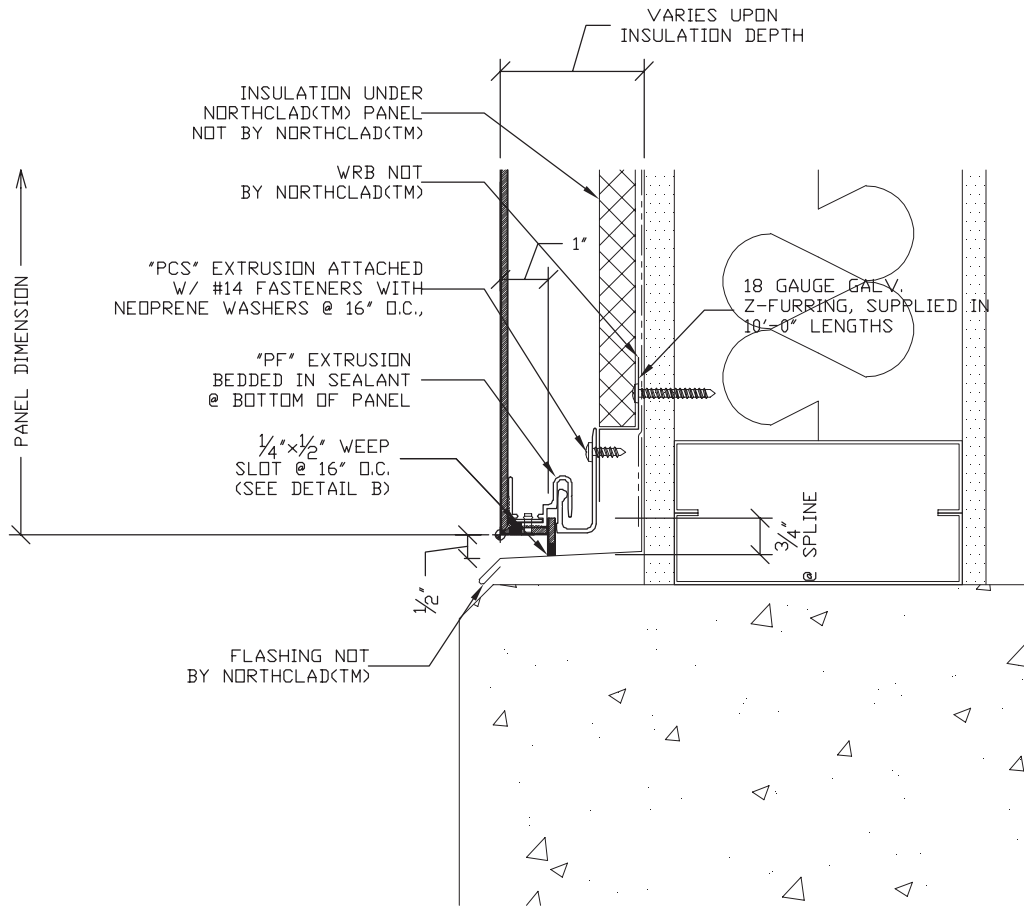 VARIES UPON
INSULATION DEPTH
INSULATION UNDER
NORTHCLAD(TM) PANEL
NOT BY NORTHCLAD(TM)
WRB NOT
BY NORTHCLAD(TM)
1"
"PCS" EXTRUSION ATTACHED
W/ #14 FASTENERS WITH
NEOPRENE WASHERS @ 16" O.C.,
18 GAUGE GALV.
Z-FURRING, SUPPLIED IN
10'-0" LENGTHS
PANEL DIMENSION
"PF" EXTRUSION
BEDDED IN SEALANT
@ BOTTOM OF PANEL
1/4"x1/2" WEEP
SLOT @ 16" O.C.
(SEE DETAIL B)
3/4"
@ SPLINE
1/2"
FLASHING NOT
BY NORTHCLAD(TM)